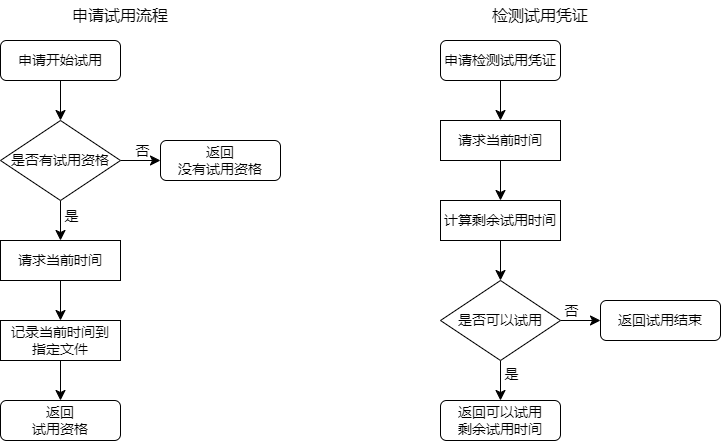 申请试用流程
申请开始试用
是否有试用资格
否
返回
没有试用资格
是
请求当前时间
记录当前时间到
指定文件
返回
试用资格
检测试用凭证
申请检测试用凭证
请求当前时间
计算剩余试用时间
是否可以试用
否
返回试用结束
是
返回可以试用
剩余试用时间